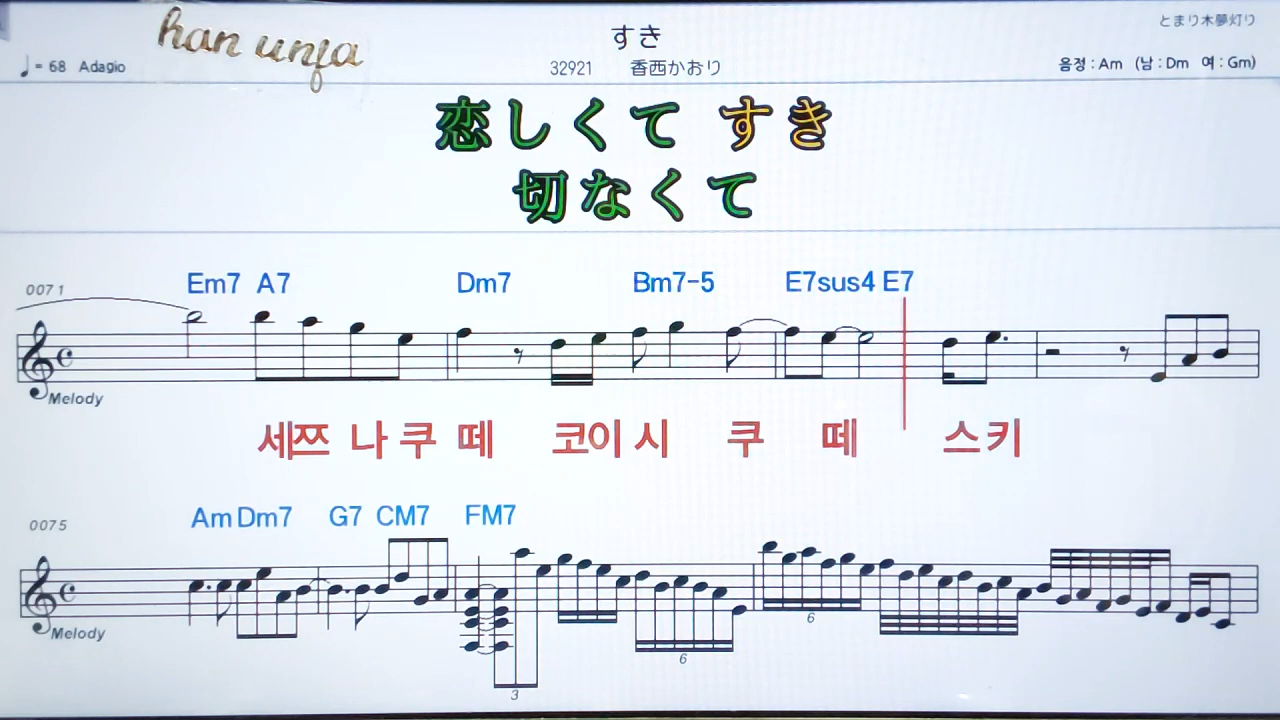 han unja
すき
とまり木夢灯り
♩= 68 Adagio
32921 香西かおり
음정 : Am (남 : Dm 여 : Gm)
恋しくて すき
切なくて
0071
Em7 A7 Dm7 Bm7-5 E7sus4 E7
Melody
세쯔 나 쿠 떼 코이 시 쿠 떼 스키
0075
Am Dm7 G7 CM7 FM7
Melody
3 6 6